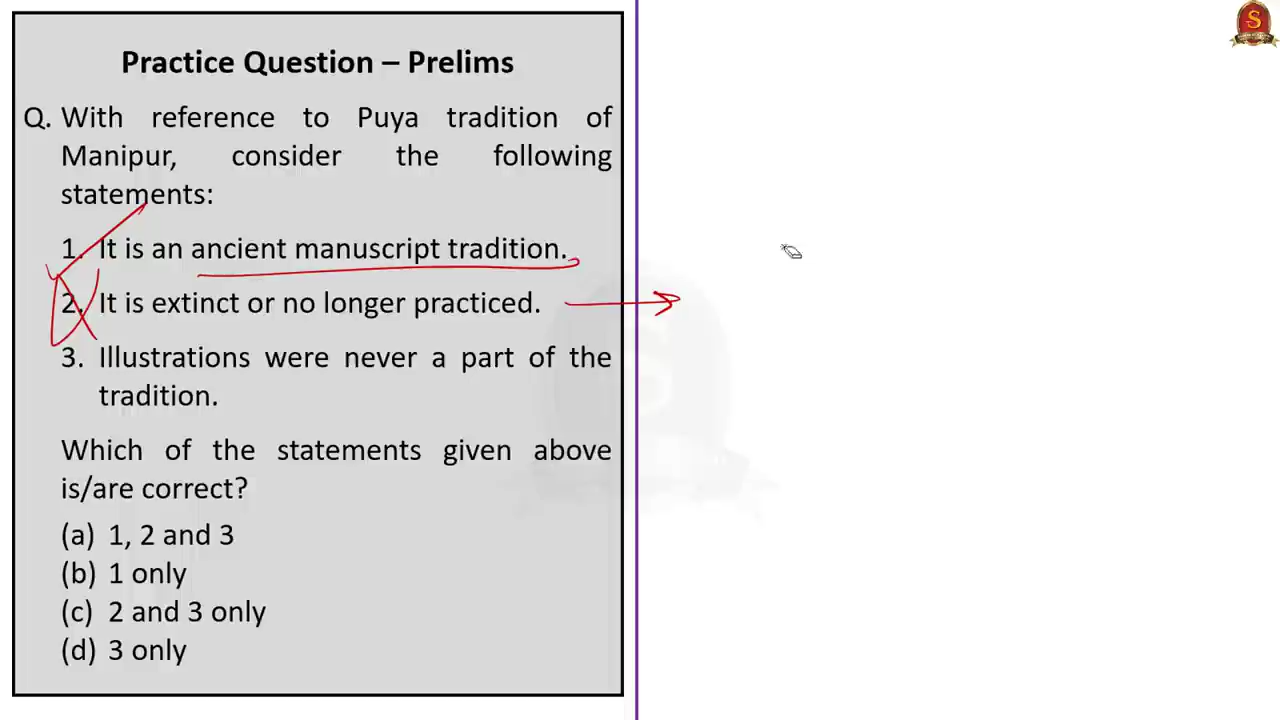 Practice Question – Prelims
Q. With reference to Puya tradition of
Manipur, consider the following
statements:
1. It is an ancient manuscript tradition.
2. It is extinct or no longer practiced.
3. Illustrations were never a part of the
tradition.
Which of the statements given above
is/are correct?
(a) 1, 2 and 3
(b) 1 only
(c) 2 and 3 only
(d) 3 only
S